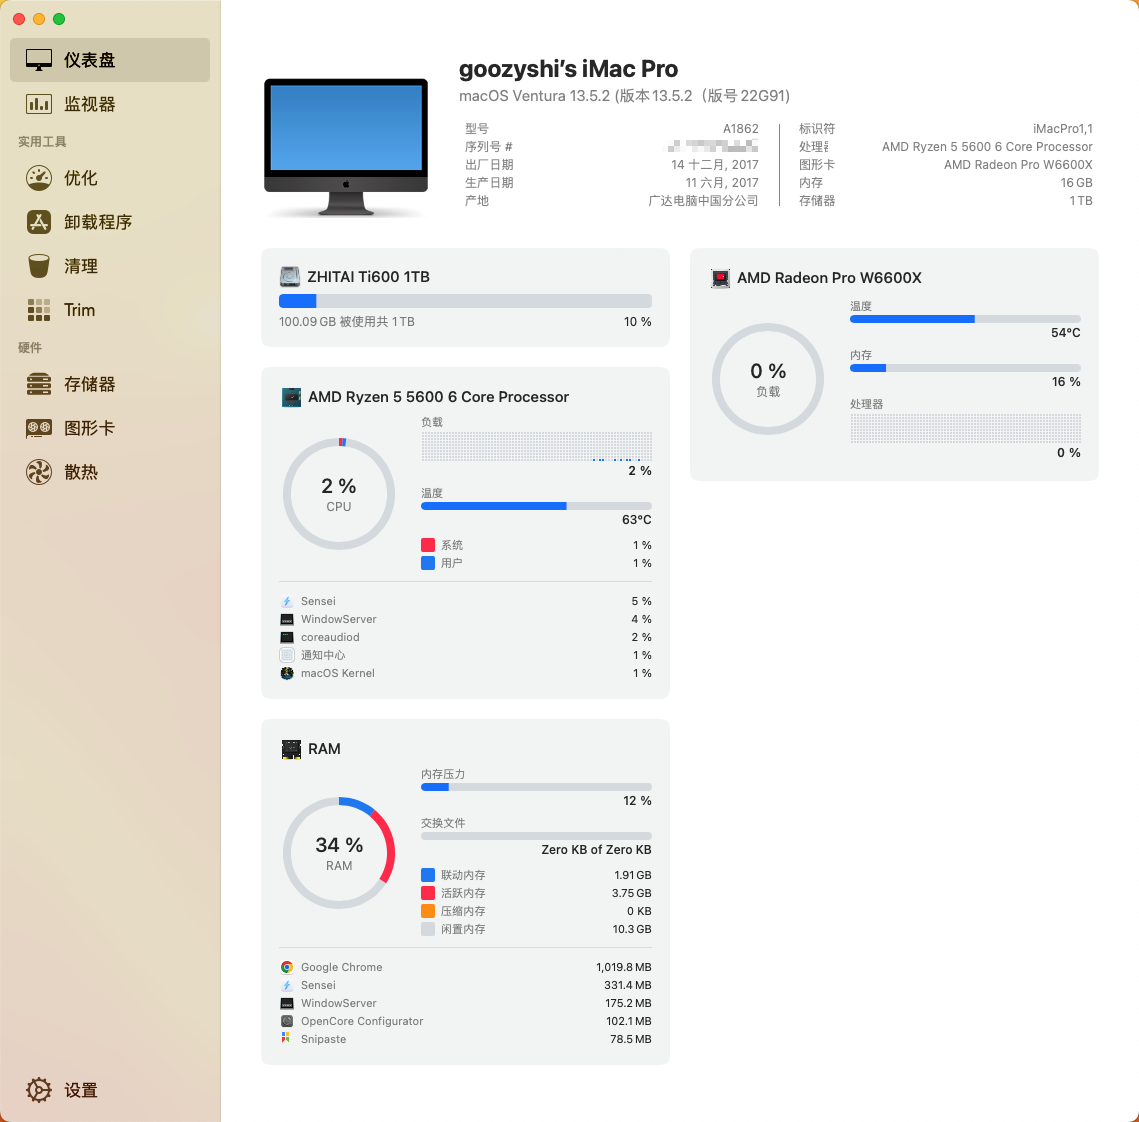 仪表盘
监视器
实用工具
优化
卸载程序
清理
Trim
硬件
存储器
图形卡
散热
设置
goozyshi's iMac Pro
macOS Ventura 13.5.2 (版本 13.5.2（版号 22G91)
型号 A1862
序列号 #
出厂日期 14 十二月, 2017
生产日期 11 六月, 2017
产地 广达电脑中国分公司
标识符 iMacPro1,1
处理器 AMD Ryzen 5 5600 6 Core Processor
图形卡 AMD Radeon Pro W6600X
内存 16 GB
存储器 1 TB
ZHITAI Ti600 1TB
100.09 GB 被使用共 1 TB 10 %
AMD Ryzen 5 5600 6 Core Processor
负载
2 %
2 %
CPU
温度
63°C
系统 1 %
用户 1 %
Sensei 5 %
WindowServer 4 %
coreaudiod 2 %
通知中心 1 %
macOS Kernel 1 %
RAM
内存压力
12 %
34 %
RAM
交换文件
Zero KB of Zero KB
联动内存 1.91 GB
活跃内存 3.75 GB
压缩内存 0 KB
闲置内存 10.3 GB
Google Chrome 1,019.8 MB
Sensei 331.4 MB
WindowServer 175.2 MB
OpenCore Configurator 102.1 MB
Snipaste 78.5 MB
AMD Radeon Pro W6600X
温度
54°C
0 %
负载
内存
16 %
处理器
0 %